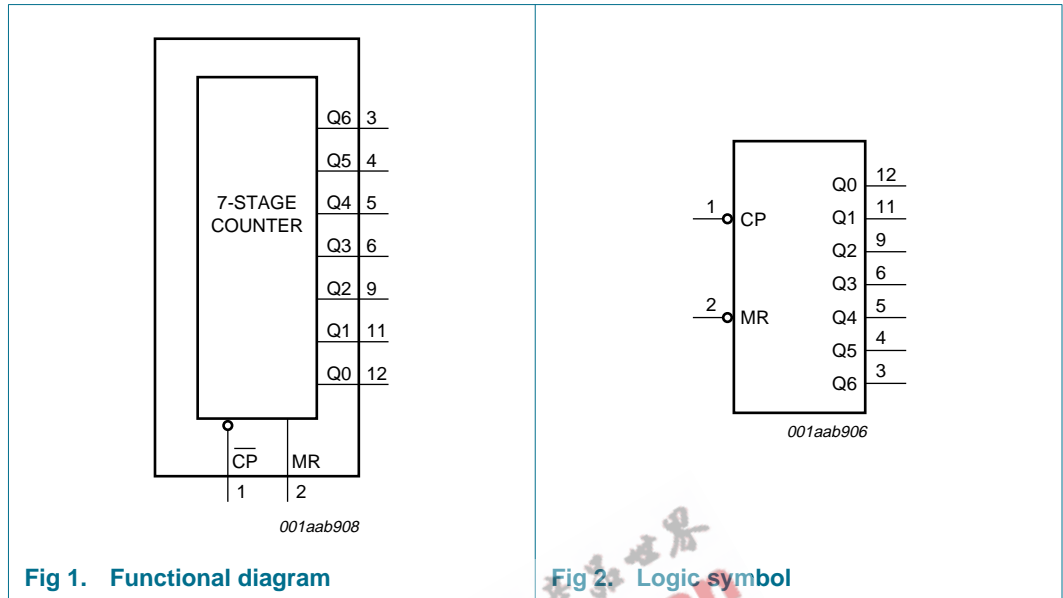 Q6 3
Q5 4
7-STAGE
COUNTER
Q4 5
Q3 6
Q2 9
Q1 11
Q0 12
CP MR
1 2
001aab908
Fig 1. Functional diagram
1 CP
2 MR
Q0 12
Q1 11
Q2 9
Q3 6
Q4 5
Q5 4
Q6 3
001aab906
Fig 2. Logic symbol